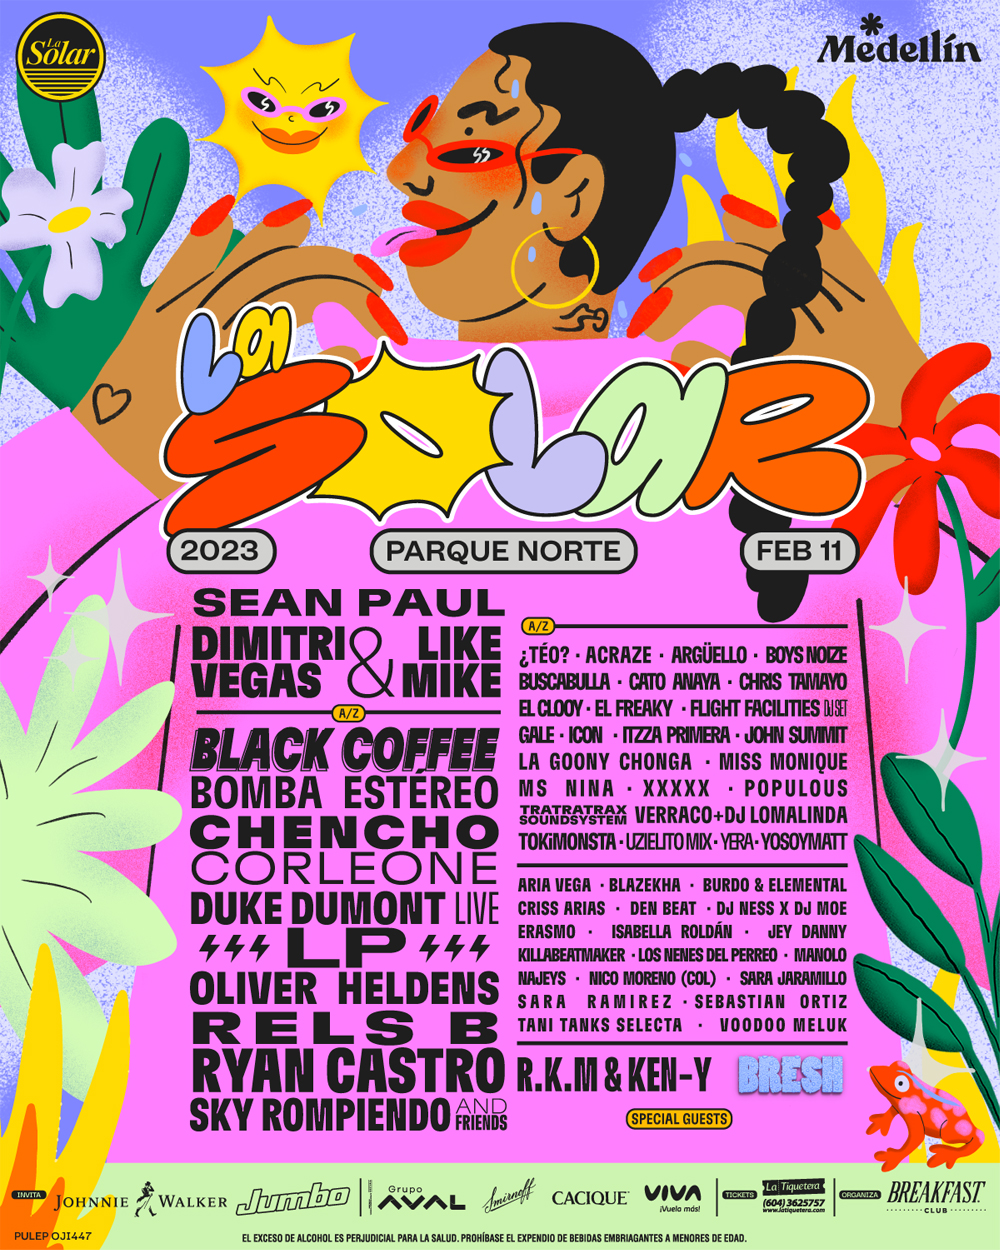 La Solar
Medellín
La SOLAR
2023
PARQUE NORTE
FEB 11
SEAN PAUL
DIMITRI VEGAS & LIKE MIKE
A/Z
BLACK COFFEE
BOMBA ESTÉREO
CHENCHO
CORLEONE
DUKE DUMONT LIVE
LP
OLIVER HELDENS
RELS B
RYAN CASTRO
SKY ROMPIENDO AND FRIENDS
A/Z
¿TÉO? · ACRAZE · ARGÜELLO · BOYS NOIZE
BUSCABULLA · CATO ANAYA · CHRIS TAMAYO
EL CLOOY · EL FREAKY · FLIGHT FACILITIES DJ SET
GALE · ICON · ITZZA PRIMERA · JOHN SUMMIT
LA GOONY CHONGA · MISS MONIQUE
MS NINA · XXXXX · POPULOUS
TRATRATRAX SOUNDSYSTEM VERRACO+DJ LOMALINDA
TOKiMONSTA · UZIELITO MIX · YERA · YOSOYMATT
ARIA VEGA · BLAZEKHA · BURDO & ELEMENTAL
CRISS ARIAS · DEN BEAT · DJ NESS X DJ MOE
ERASMO · ISABELLA ROLDÁN · JEY DANNY
KILLABEATMAKER · LOS NENES DEL PERREO · MANOLO
NAJEYS · NICO MORENO (COL) · SARA JARAMILLO
SARA RAMIREZ · SEBASTIAN ORTIZ
TANI TANKS SELECTA · VOODOO MELUK
R.K.M & KEN-Y BRESH
SPECIAL GUESTS
INVITA
JOHNNIE WALKER
Jumbo
Grupo AVAL
Smirnoff
CACIQUE
VIVA
¡Vuela más!
TICKETS
La Tiquetera
(604) 3625757
www.latiquetera.com
ORGANIZA
BREAKFAST
CLUB
PULEP OJI447
EL EXCESO DE ALCOHOL ES PERJUDICIAL PARA LA SALUD. PROHÍBASE EL EXPENDIO DE BEBIDAS EMBRIAGANTES A MENORES DE EDAD.